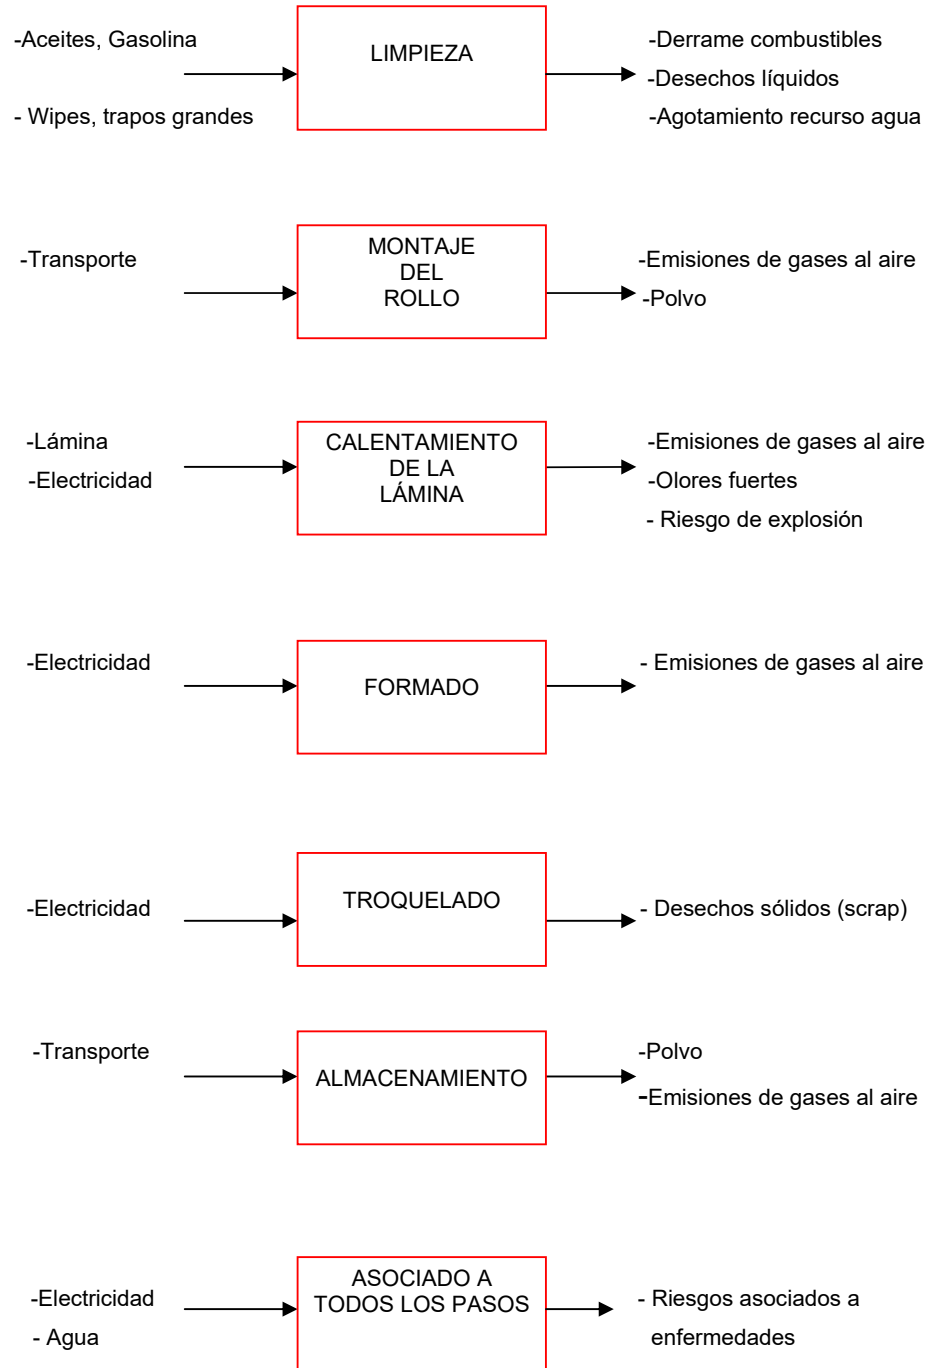 -Aceites, Gasolina
- Wipes, trapos grandes
LIMPIEZA
-Derrame combustibles
-Desechos líquidos
-Agotamiento recurso agua
-Transporte
MONTAJE
DEL
ROLLO
-Emisiones de gases al aire
-Polvo
-Lámina
-Electricidad
CALENTAMIENTO
DE LA
LÁMINA
-Emisiones de gases al aire
-Olores fuertes
- Riesgo de explosión
-Electricidad
FORMADO
- Emisiones de gases al aire
-Electricidad
TROQUELADO
- Desechos sólidos (scrap)
-Transporte
ALMACENAMIENTO
-Polvo
-Emisiones de gases al aire
-Electricidad
- Agua
ASOCIADO A
TODOS LOS PASOS
- Riesgos asociados a
enfermedades